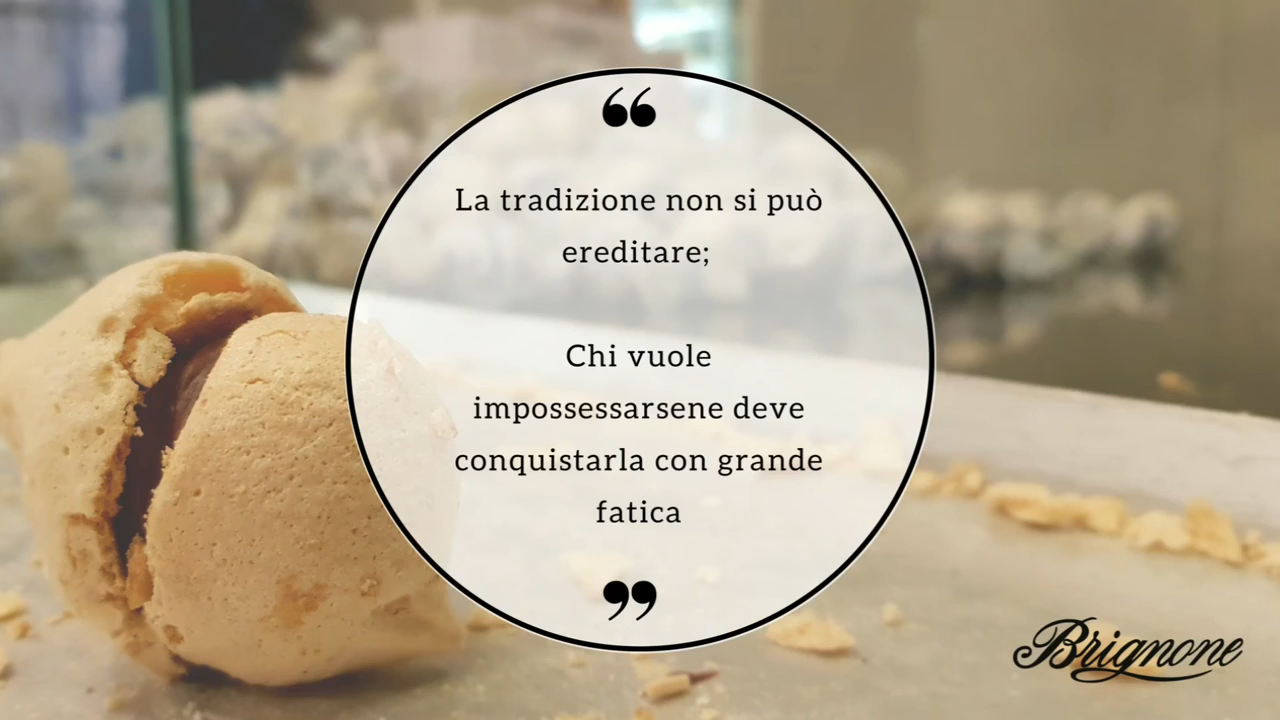 ❝
La tradizione non si può
ereditare;
Chi vuole
impossessarsene deve
conquistarla con grande
fatica
❞
Brignone